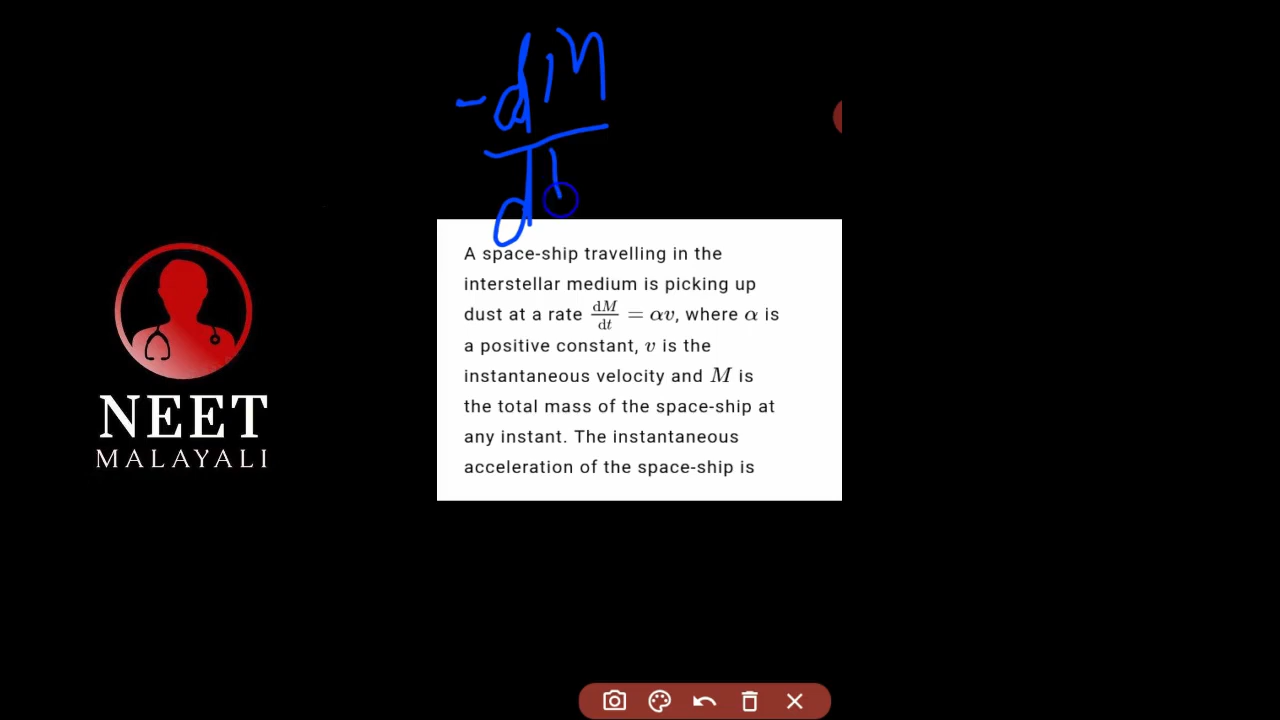 -dM
d
A space-ship travelling in the
interstellar medium is picking up
dust at a rate dM/dt = αv, where α is
a positive constant, v is the
instantaneous velocity and M is
the total mass of the space-ship at
any instant. The instantaneous
acceleration of the space-ship is
NEET
MALAYALI